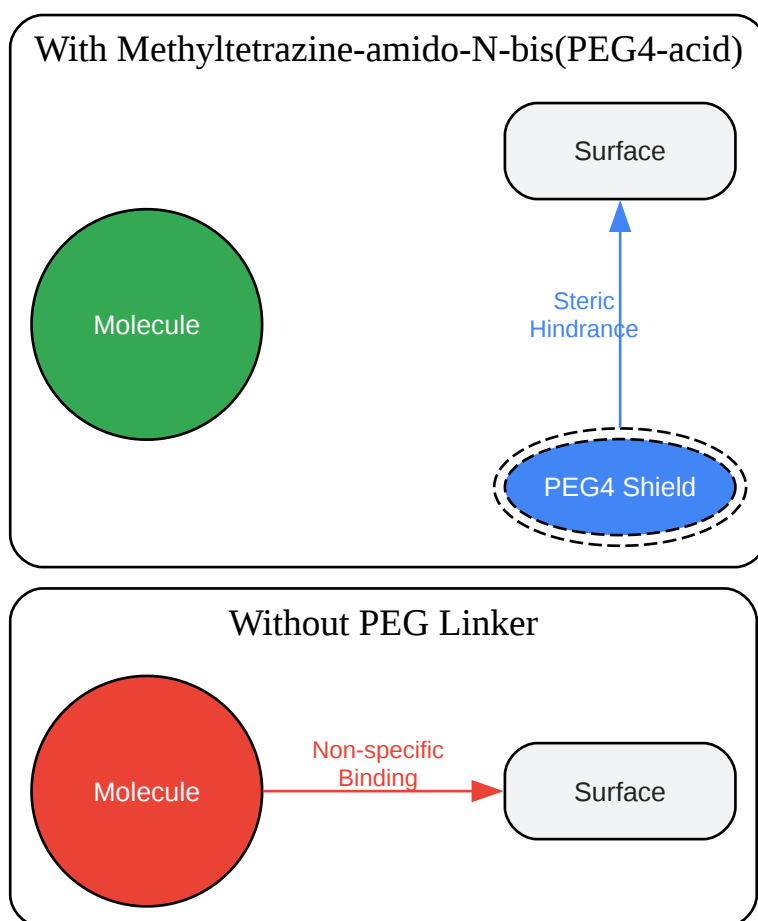 With Methyltetrazine-amido-N-bis(PEG4-acid)
Surface
Molecule
Steric
Hindrance
PEG4 Shield
Without PEG Linker
Non-specific
Binding
Molecule
Surface